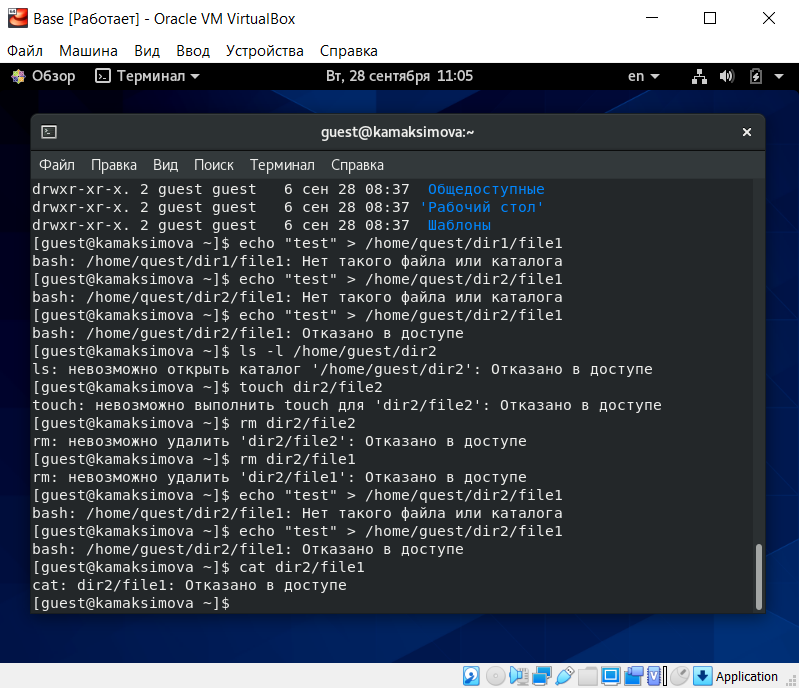 Base [Работает] - Oracle VM VirtualBox
Файл Машина Вид Ввод Устройства Справка
Обзор Терминал Вт, 28 сентября 11:05 en
guest@kamaksimova:~
Файл Правка Вид Поиск Терминал Справка
drwxr-xr-x. 2 guest guest 6 сен 28 08:37 Общедоступные
drwxr-xr-x. 2 guest guest 6 сен 28 08:37 'Рабочий стол'
drwxr-xr-x. 2 guest guest 6 сен 28 08:37 Шаблоны
[guest@kamaksimova ~]$ echo "test" > /home/quest/dir1/file1
bash: /home/quest/dir1/file1: Нет такого файла или каталога
[guest@kamaksimova ~]$ echo "test" > /home/quest/dir2/file1
bash: /home/quest/dir2/file1: Нет такого файла или каталога
[guest@kamaksimova ~]$ echo "test" > /home/guest/dir2/file1
bash: /home/guest/dir2/file1: Отказано в доступе
[guest@kamaksimova ~]$ ls -l /home/guest/dir2
ls: невозможно открыть каталог '/home/guest/dir2': Отказано в доступе
[guest@kamaksimova ~]$ touch dir2/file2
touch: невозможно выполнить touch для 'dir2/file2': Отказано в доступе
[guest@kamaksimova ~]$ rm dir2/file2
rm: невозможно удалить 'dir2/file2': Отказано в доступе
[guest@kamaksimova ~]$ rm dir2/file1
rm: невозможно удалить 'dir2/file1': Отказано в доступе
[guest@kamaksimova ~]$ echo "test" > /home/quest/dir2/file1
bash: /home/quest/dir2/file1: Нет такого файла или каталога
[guest@kamaksimova ~]$ echo "test" > /home/guest/dir2/file1
bash: /home/guest/dir2/file1: Отказано в доступе
[guest@kamaksimova ~]$ cat dir2/file1
cat: dir2/file1: Отказано в доступе
[guest@kamaksimova ~]$
Application